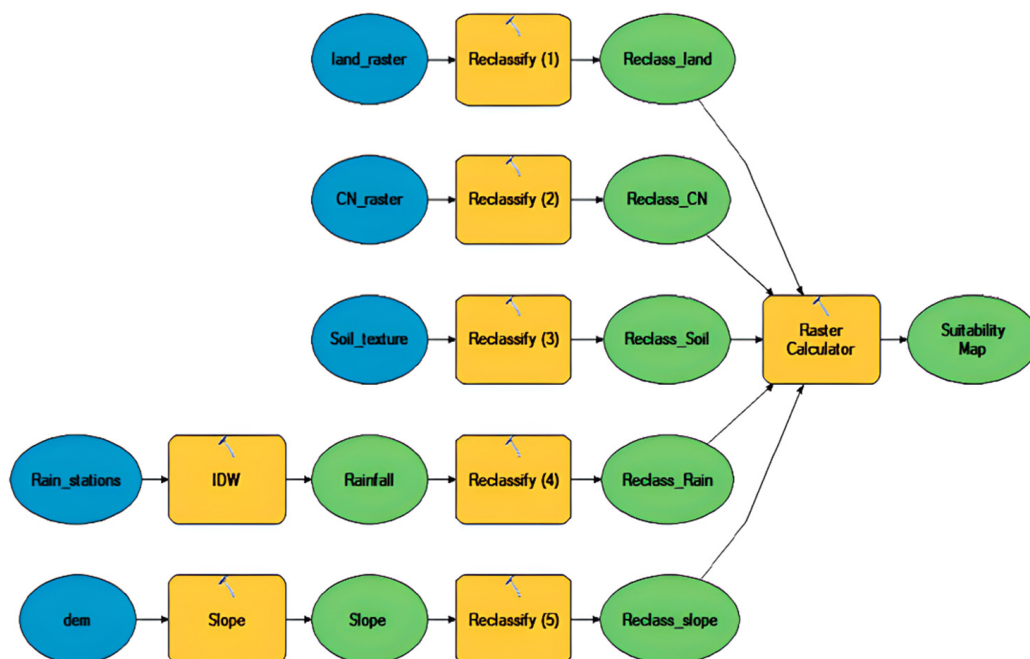 land_raster
Reclassify (1)
Reclass_land
CN_raster
Reclassify (2)
Reclass_CN
Soil_texture
Reclassify (3)
Reclass_Soil
Raster
Calculator
Suitability
Map
Rain_stations
IDW
Rainfall
Reclassify (4)
Reclass_Rain
dem
Slope
Slope
Reclassify (5)
Reclass_slope